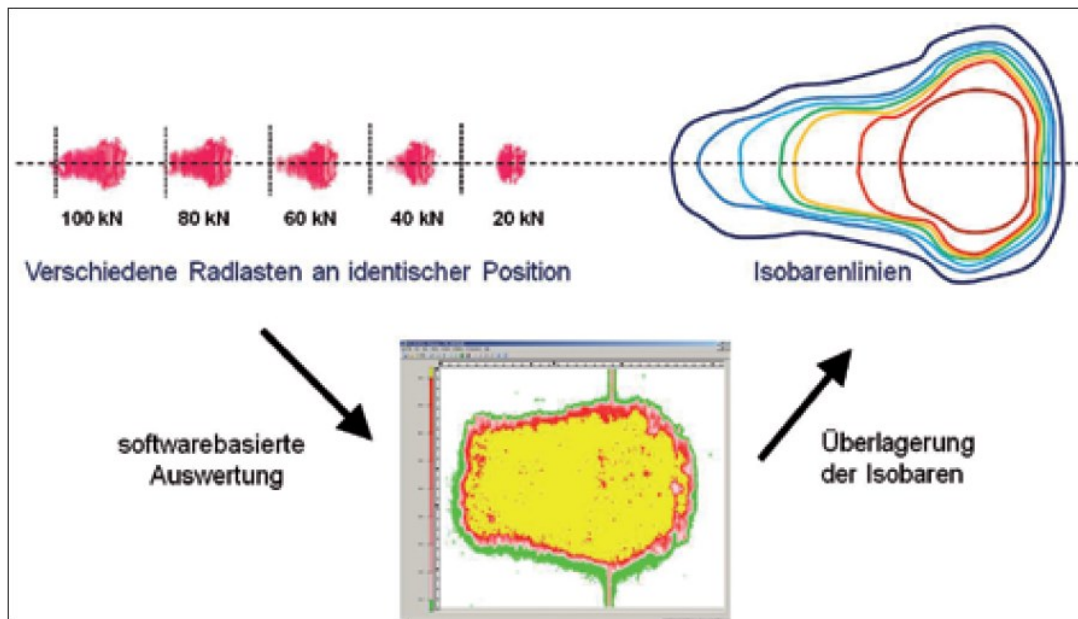 100 kN 80 kN 60 kN 40 kN 20 kN
Verschiedene Radlasten an identischer Position
Isobarenlinien
softwarebasierte
Auswertung
Überlagerung
der Isobaren